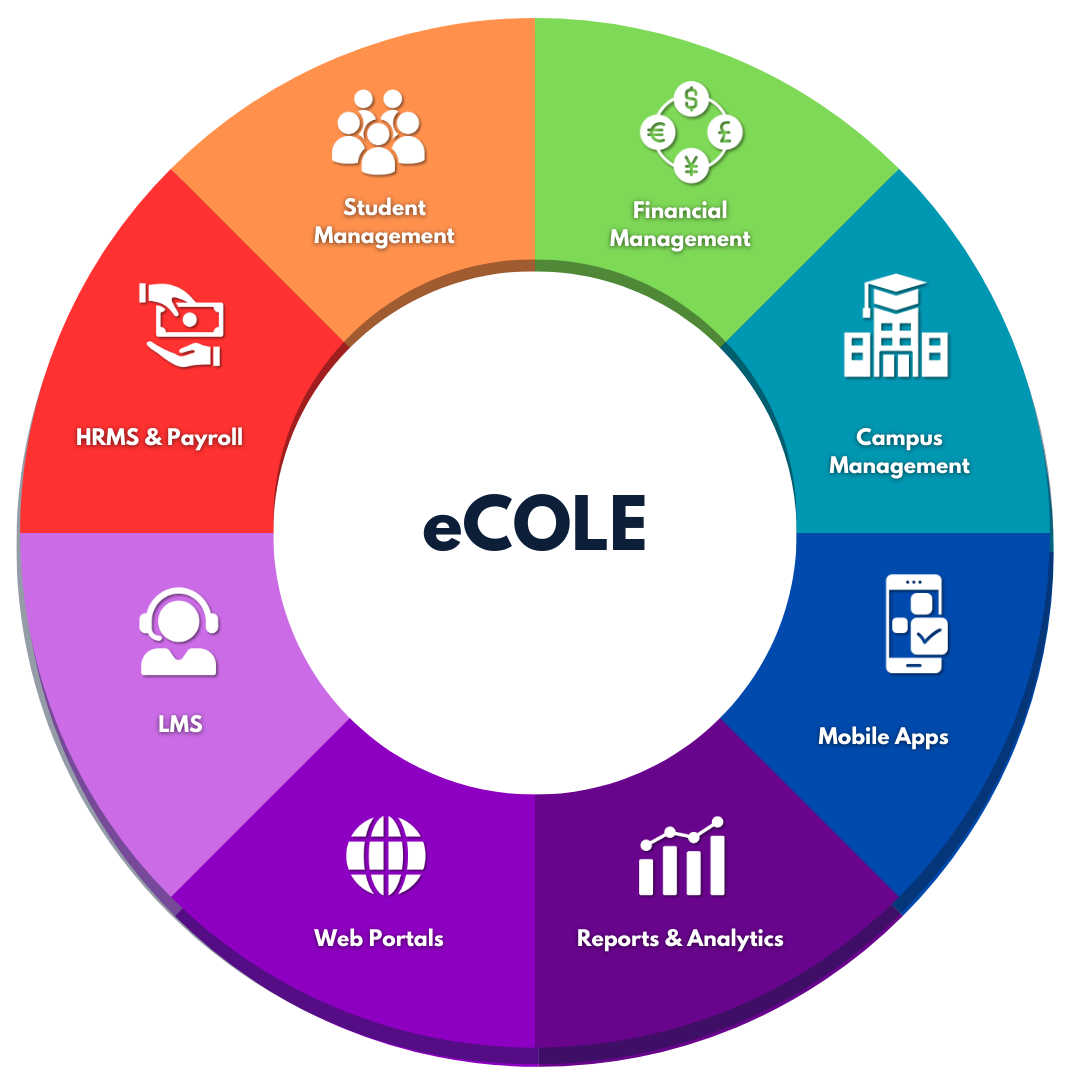 Student
Management
$
€
£
¥
Financial
Management
HRMS & Payroll
Campus
Management
eCOLE
LMS
Mobile Apps
Web Portals
Reports & Analytics